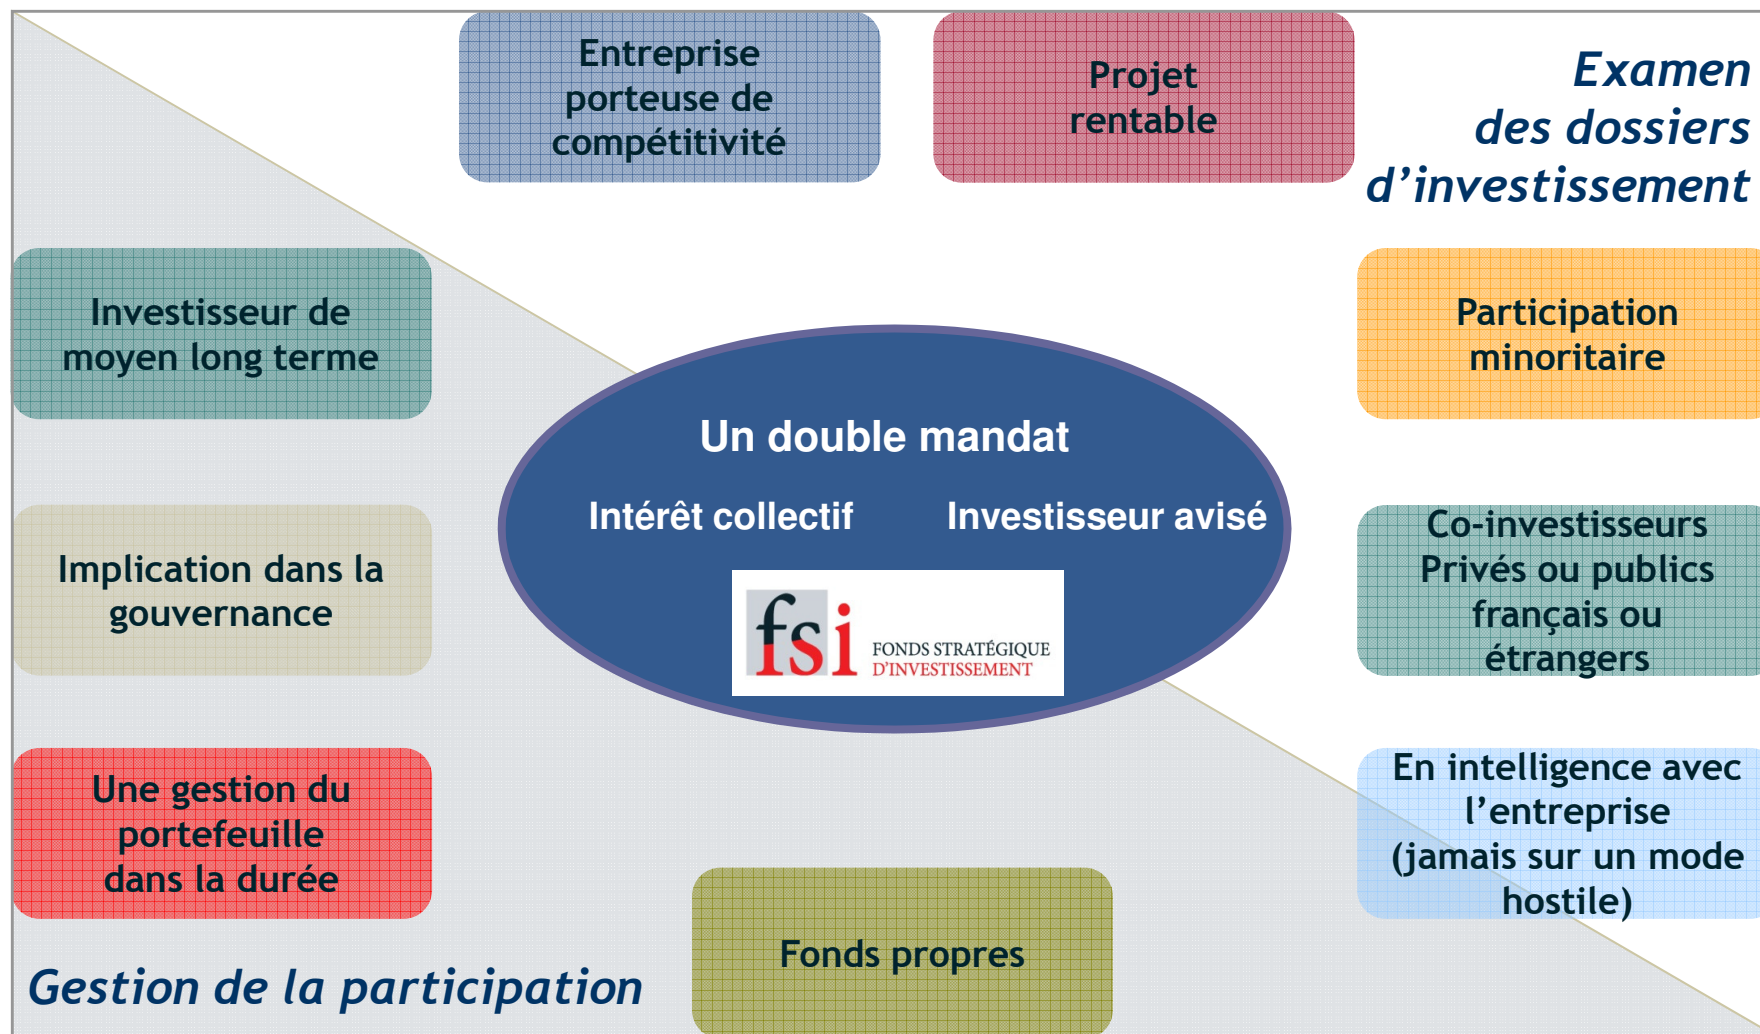 Entreprise
porteuse de
compétitivité
Projet
rentable
Examen
des dossiers
d’investissement
Investisseur de
moyen long terme
Participation
minoritaire
Un double mandat
Intérêt collectif
Investisseur avisé
fsi
FONDS STRATÉGIQUE
D’INVESTISSEMENT
Implication dans la
gouvernance
Co-investisseurs
Privés ou publics
français ou
étrangers
Une gestion du
portefeuille
dans la durée
En intelligence avec
l’entreprise
(jamais sur un mode
hostile)
Fonds propres
Gestion de la participation